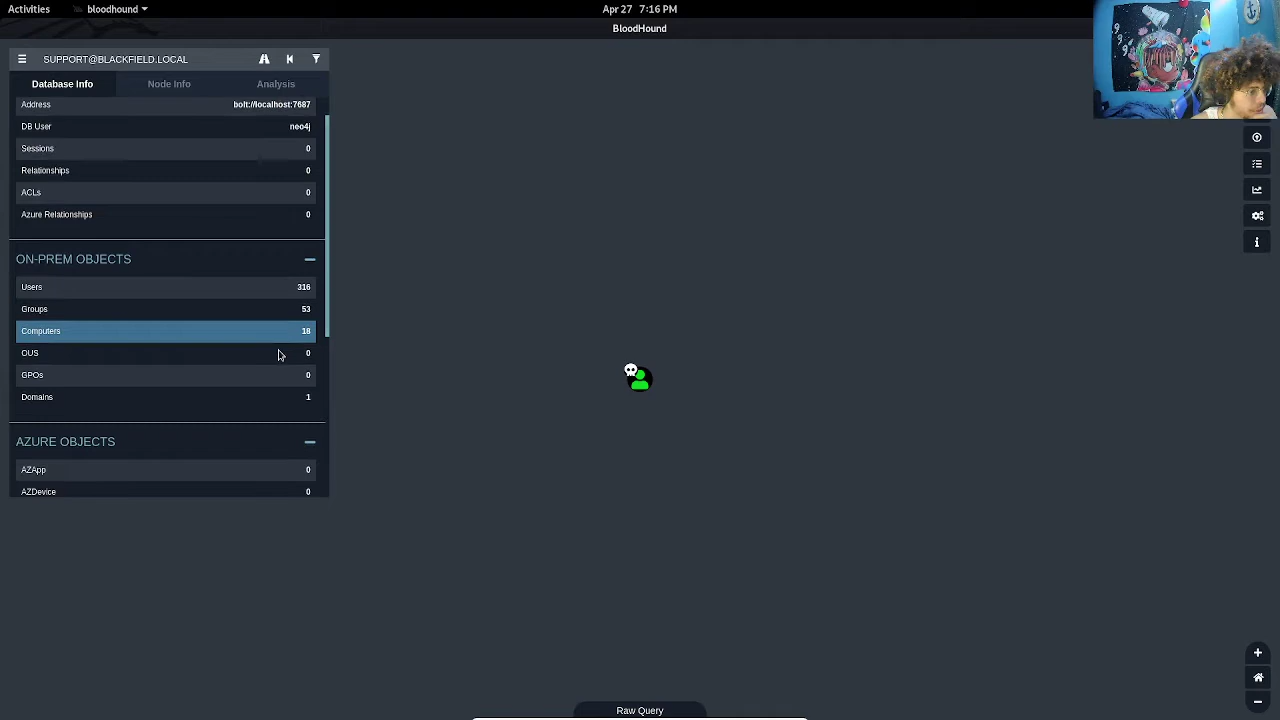 Activities
bloodhound
Apr 27 7:16 PM
BloodHound
SUPPORT@BLACKFIELD.LOCAL
Database Info
Node Info
Analysis
Address bolt://localhost:7687
DB User neo4j
Sessions 0
Relationships 0
ACLs 0
Azure Relationships 0
ON-PREM OBJECTS
Users 316
Groups 53
Computers 18
OUS 0
GPOs 0
Domains 1
AZURE OBJECTS
AZApp 0
AZDevice 0
Raw Query